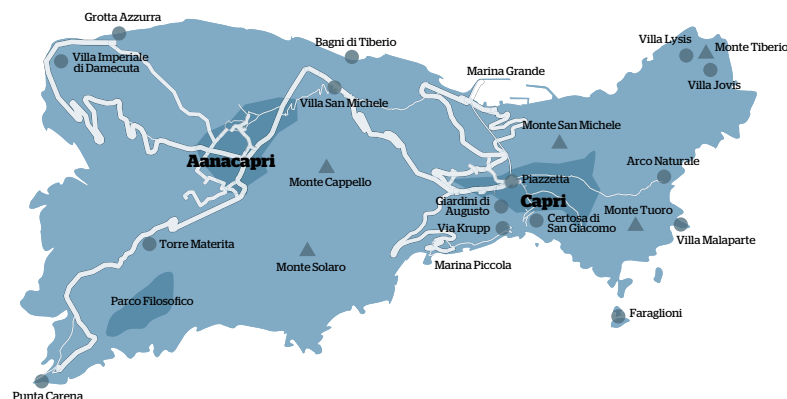 Grotta Azzurra
Villa Imperiale
di Damecuta
Bagni di Tiberio
Villa San Michele
Marina Grande
Villa Lysis
Monte Tiberio
Villa Jovis
Monte San Michele
Aanacapri
Monte Cappello
Arco Naturale
Piazzetta
Capri
Giardini di
Augusto
Via Krupp
Certosa di
San Giacomo
Monte Tuoro
Villa Malaparte
Torre Materita
Monte Solaro
Marina Piccola
Parco Filosofico
Faraglioni
Punta Carena